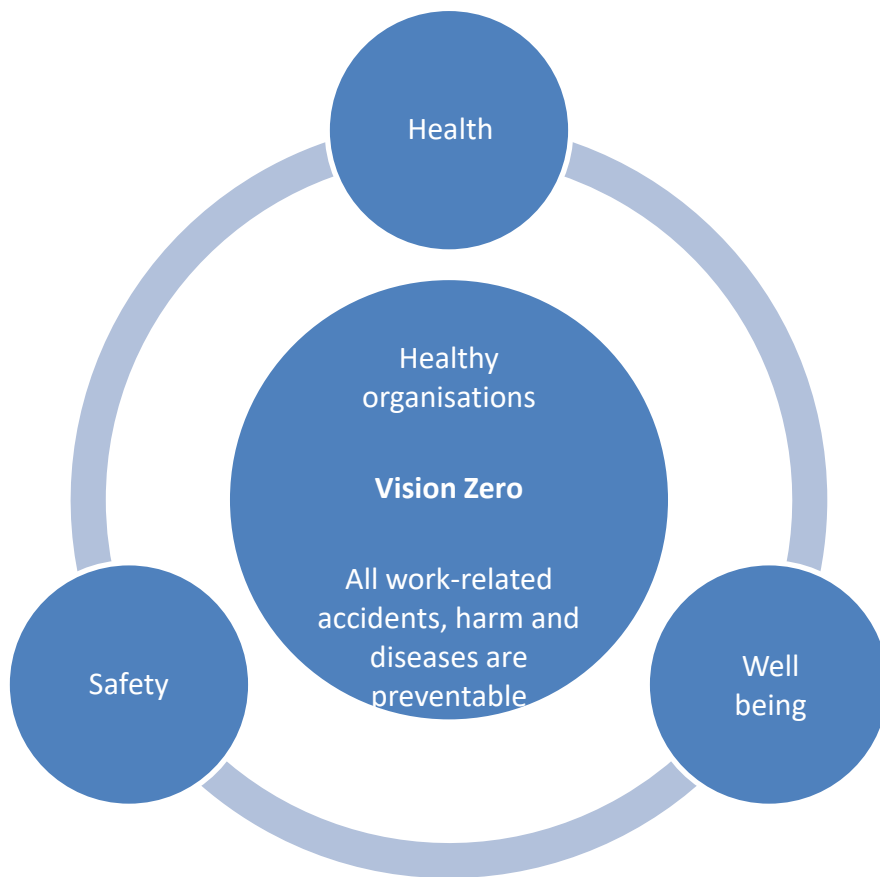 Health
Healthy
organisations
Vision Zero
All work-related
accidents, harm and
diseases are
preventable
Safety
Well
being